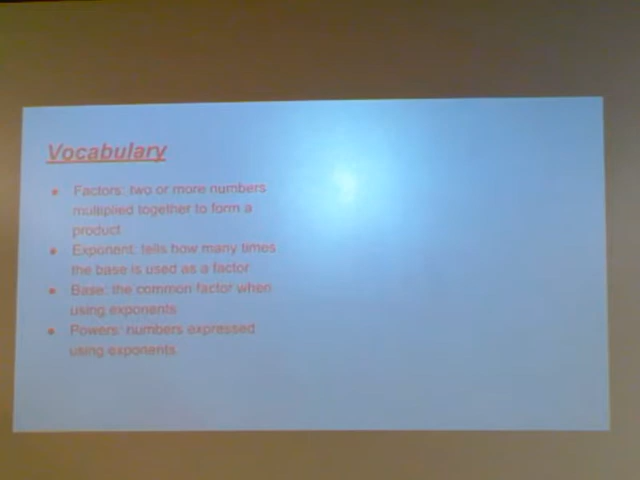 Vocabulary
• Factors: two or more numbers
multiplied together to form a
product
• Exponent: tells how many times
the base is used as a factor
• Base: the common factor when
using exponents
• Powers: numbers expressed
using exponents.